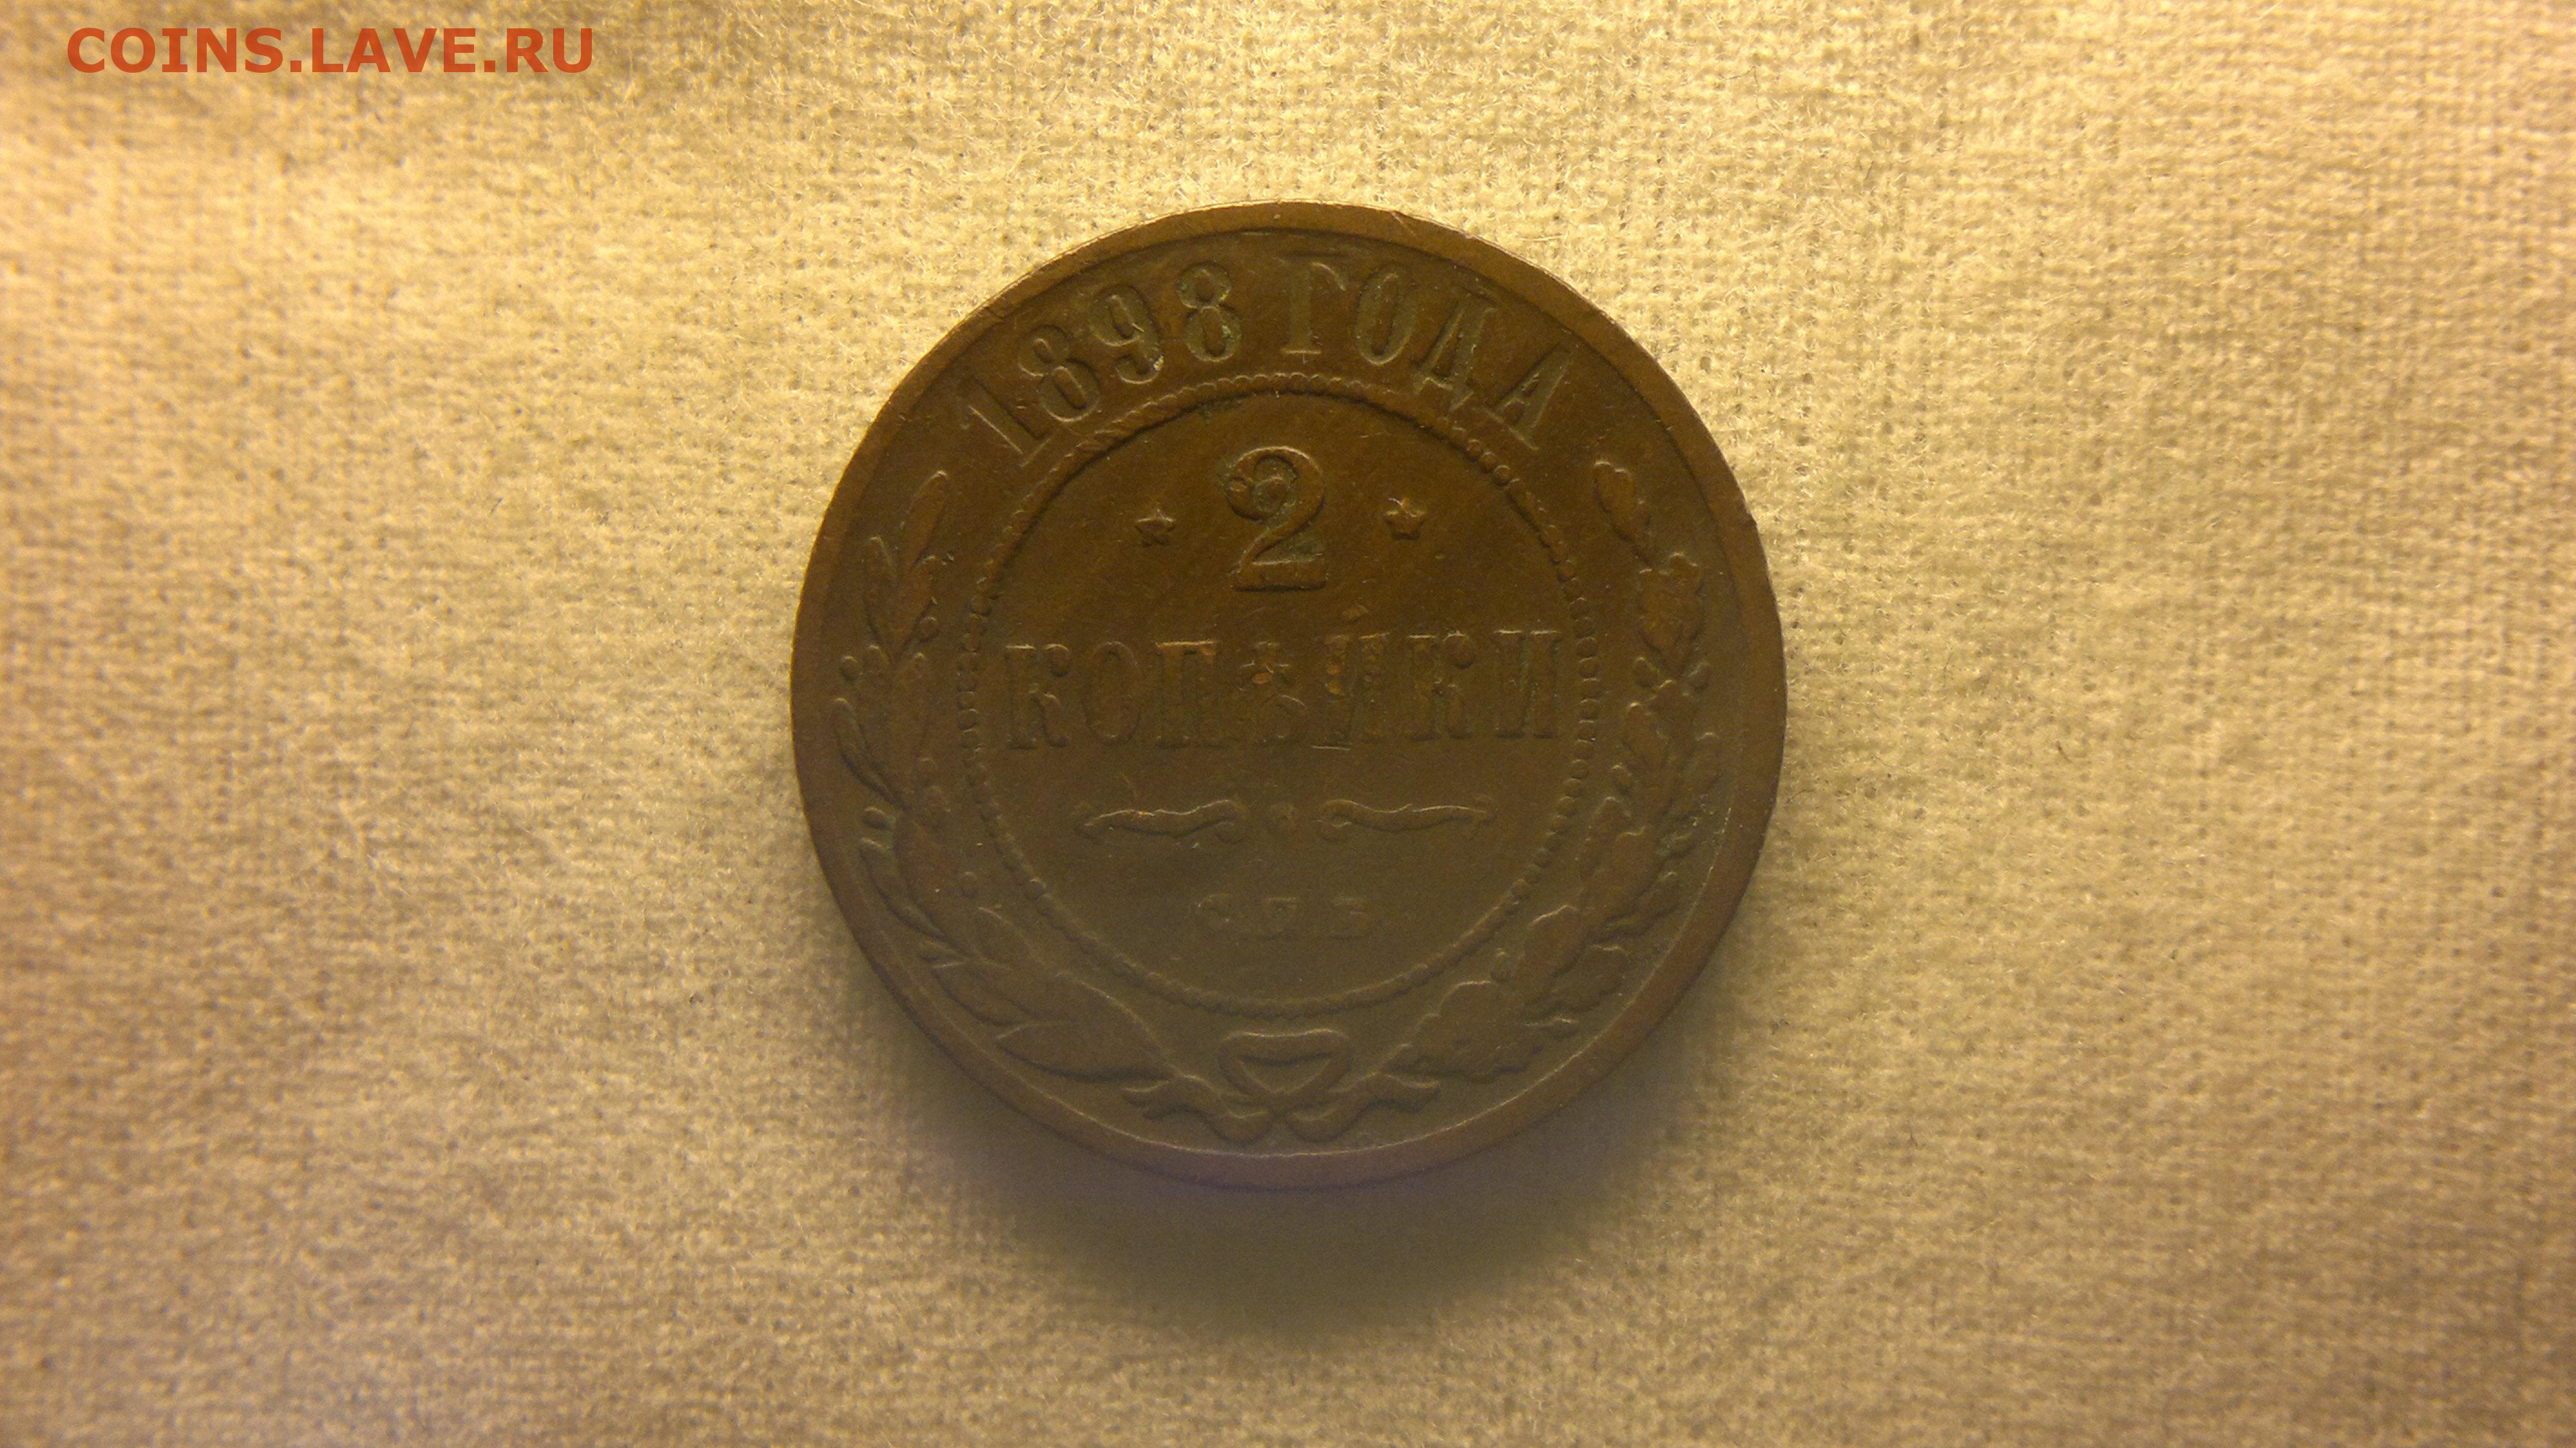 COINS.LAVE.RU
1898 ГОДА
2
КОПѢЙКИ
С.П.Б.